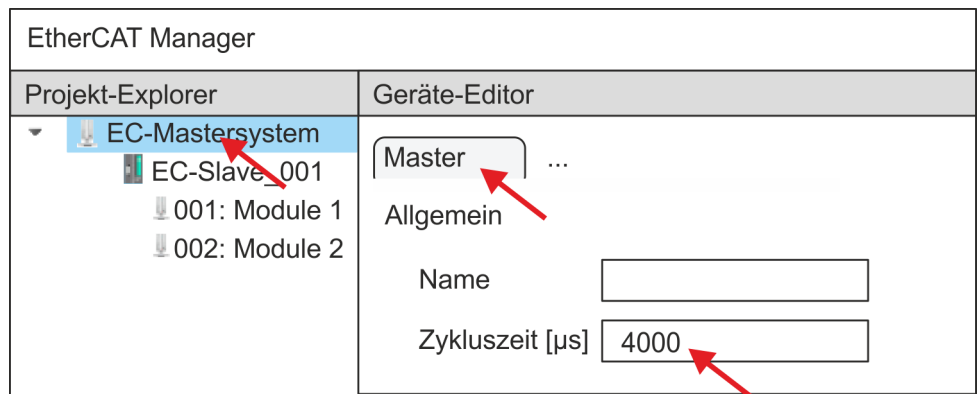 EtherCAT Manager
Projekt-Explorer
EC-Mastersystem
EC-Slave_001
001: Module 1
002: Module 2
Geräte-Editor
Master
...
Allgemein
Name
Zykluszeit [µs]
4000